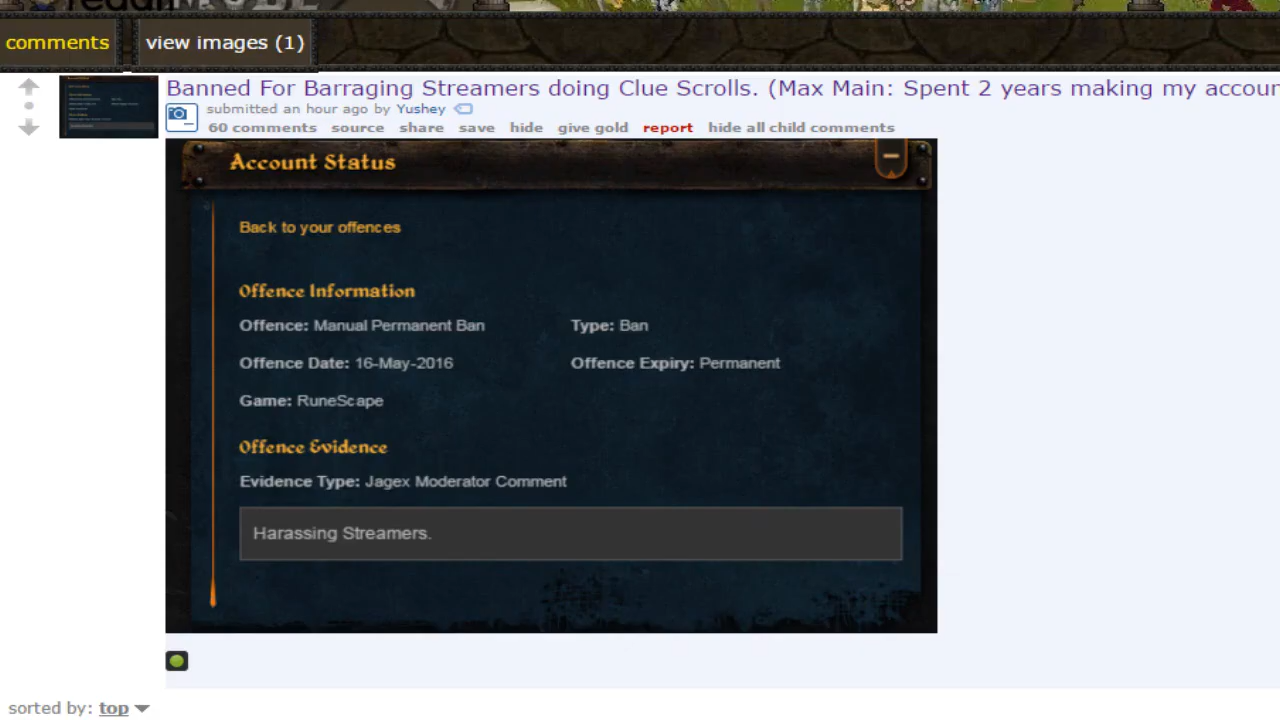 comments view images (1)
Banned For Barraging Streamers doing Clue Scrolls. (Max Main: Spent 2 years making my
submitted an hour ago by Yushey
60 comments source share save hide give gold report hide all child comments
Account Status
Back to your offences
Offence Information
Offence: Manual Permanent Ban Type: Ban
Offence Date: 16-May-2016 Offence Expiry: Permanent
Game: RuneScape
Offence Evidence
Evidence Type: Jagex Moderator Comment
Harassing Streamers.
sorted by: top